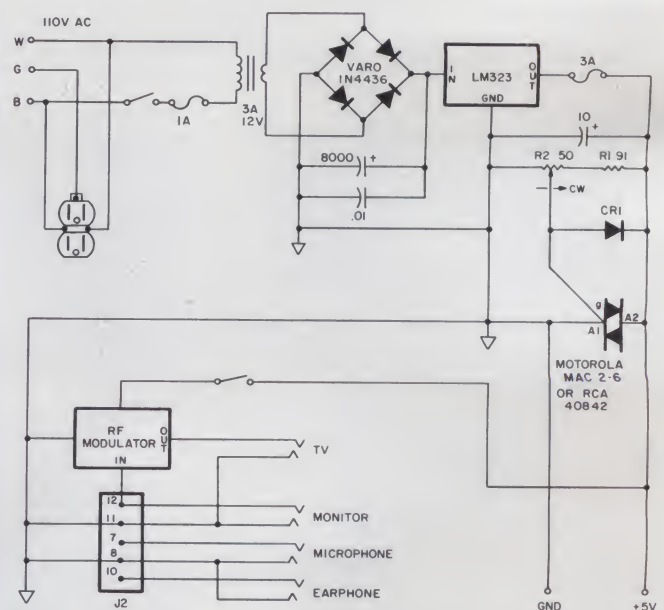 110V AC
W
G
B
1A
3A
12V
VARO
1N4436
8000
+
.01
IN
LM323
OUT
GND
3A
10
+
R2 50
R1 91
CW
CR1
g
A1
A2
MOTOROLA
MAC 2-6
OR RCA
40842
RF
MODULATOR
OUT
IN
TV
12
11
7
8
10
J2
MONITOR
MICROPHONE
EARPHONE
GND
+5V